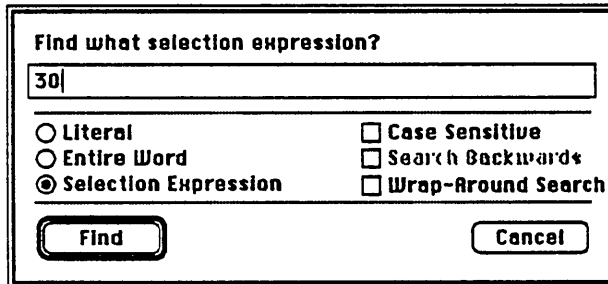 Find what selection expression?
30
Literal
Case Sensitive
Entire Word
Search Backwards
Selection Expression
Wrap-Around Search
Find
Cancel